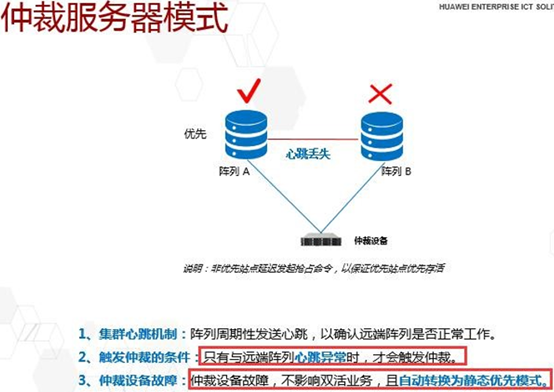 HUAWEI ENTERPRISE ICT SOLI
仲裁服务器模式
优先
心跳丢失
阵列 A
阵列 B
仲裁设备
说明：非优先站点延迟发起抢占命令，以保证优先站点优先存活
1、集群心跳机制：阵列周期性发送心跳，以确认远端阵列是否正常工作。
2、触发仲裁的条件：只有与远端阵列心跳异常时，才会触发仲裁。
3、仲裁设备故障：仲裁设备故障，不影响双活业务，且自动转换为静态优先模式。